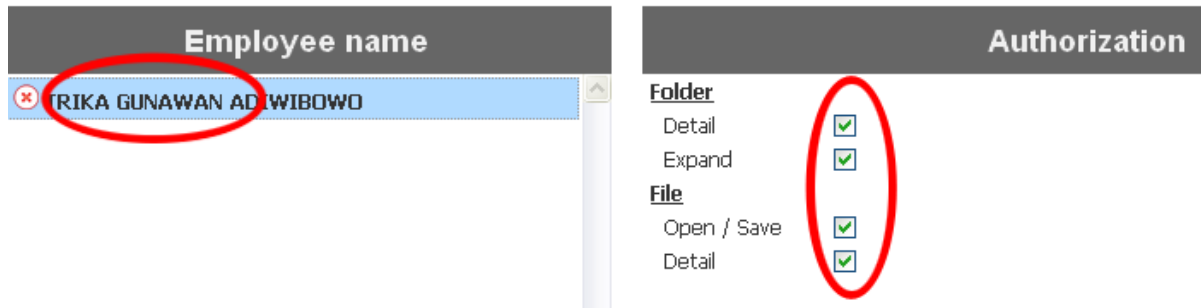 Employee name
TRIKA GUNAWAN ADIWIBOWO
Authorization
Folder
Detail
Expand
File
Open / Save
Detail